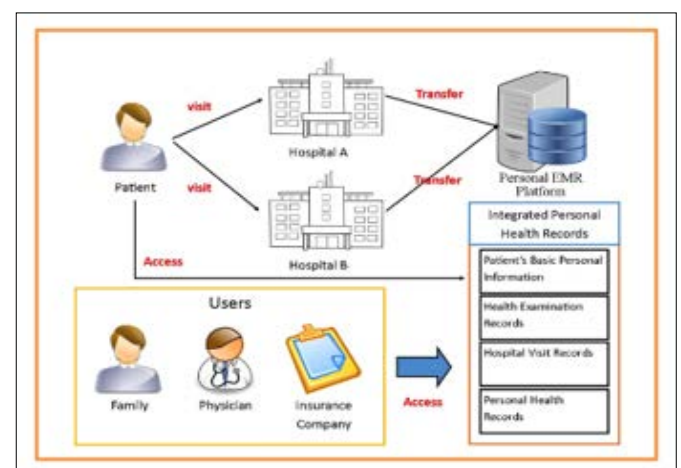 visit
Transfer
Hospital A
Patient
visit
Transfer
Personal EMR
Platform
Integrated Personal
Health Records
Access
Hospital B
Patient's Basic Personal
Information
Health Examination
Records
Hospital Visit Records
Personal Health
Records
Users
Family
Physician
Insurance
Company
Access